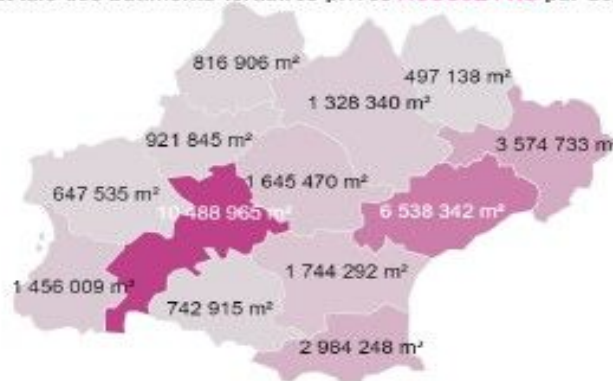 816 906 m²
497 138 m²
1 328 340 m²
921 845 m²
3 574 733 m
647 535 m²
1 645 470 m²
10 488 965 m²
6 538 342 m²
1 744 292 m²
1 456 009 m²
742 915 m²
2 984 248 m²